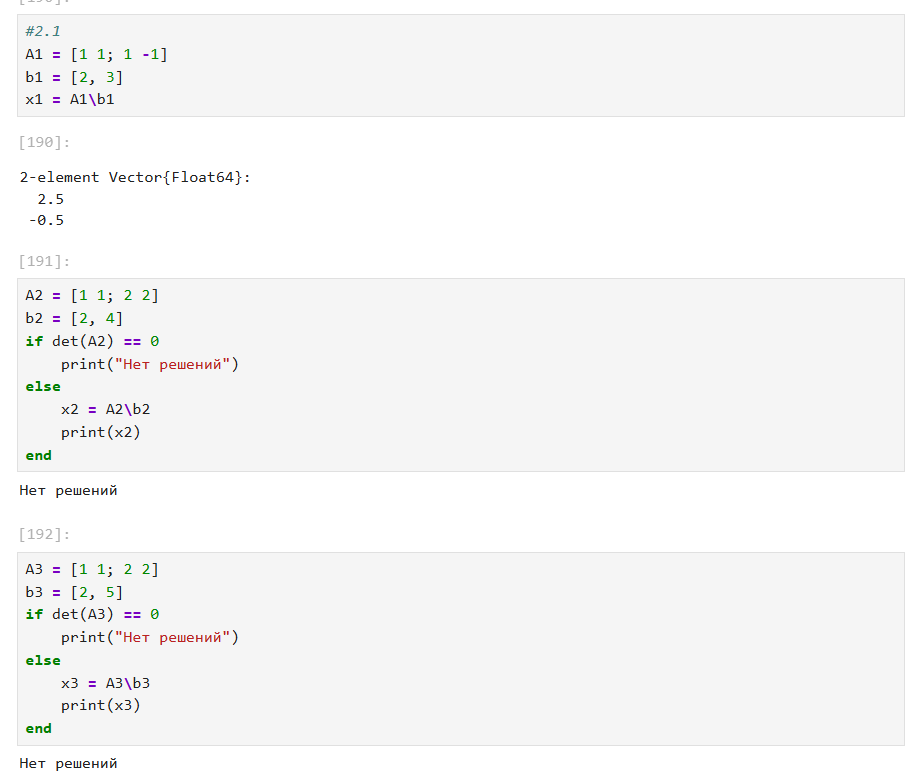 [190]:
#2.1
A1 = [1 1; 1 -1]
b1 = [2, 3]
x1 = A1\b1
[190]:
2-element Vector{Float64}:
2.5
-0.5
[191]:
A2 = [1 1; 2 2]
b2 = [2, 4]
if det(A2) == 0
print("Нет решений")
else
x2 = A2\b2
print(x2)
end
Нет решений
[192]:
A3 = [1 1; 2 2]
b3 = [2, 5]
if det(A3) == 0
print("Нет решений")
else
x3 = A3\b3
print(x3)
end
Нет решений